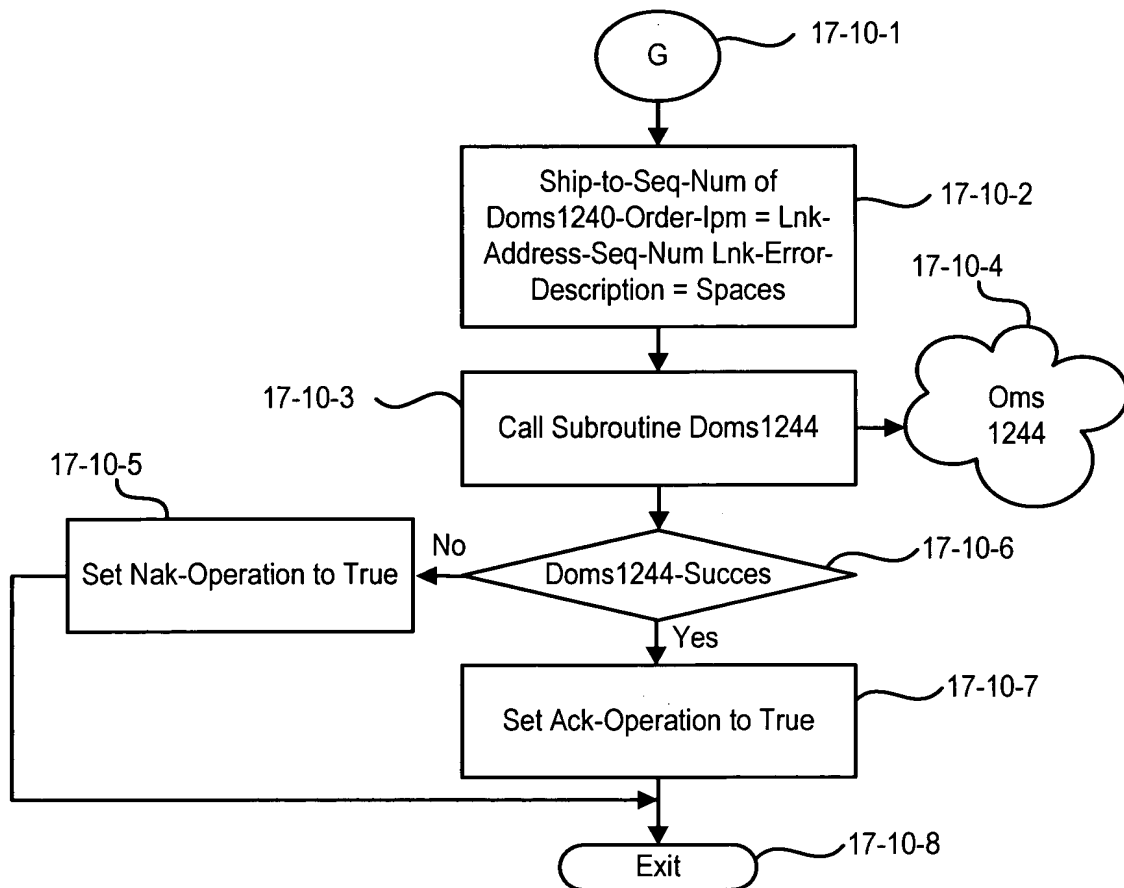 17-10-1
G
Ship-to-Seq-Num of
Doms1240-Order-Ipm = Lnk-
Address-Seq-Num Lnk-Error-
Description = Spaces
17-10-2
17-10-4
17-10-3
Call Subroutine Doms1244
Oms
1244
17-10-5
Set Nak-Operation to True
No
Doms1244-Succes
17-10-6
Yes
Set Ack-Operation to True
17-10-7
Exit
17-10-8